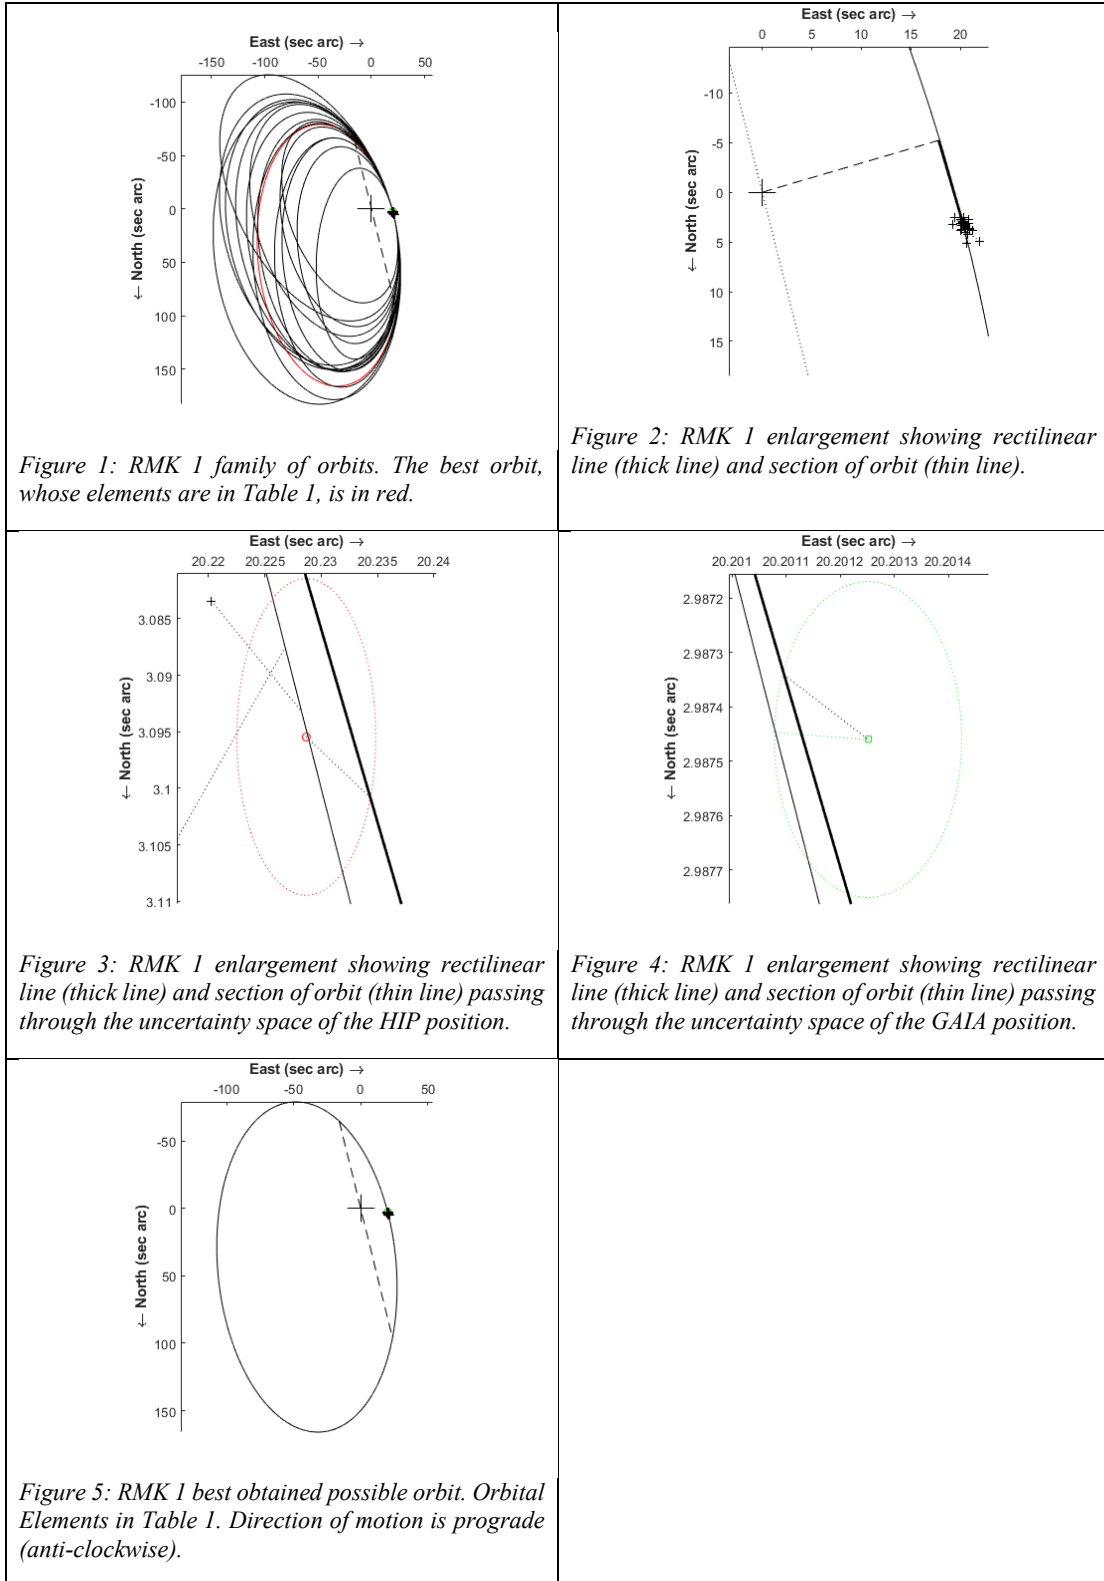 East (sec arc) →
-150 -100 -50 0 50
-100
-50
0
50
100
150
← North (sec arc)
Figure 1: RMK 1 family of orbits. The best orbit,
whose elements are in Table 1, is in red.
East (sec arc) →
0 5 10 15 20
-10
-5
0
5
10
15
← North (sec arc)
Figure 2: RMK 1 enlargement showing rectilinear
line (thick line) and section of orbit (thin line).
East (sec arc) →
20.22 20.225 20.23 20.235 20.24
3.085
3.09
3.095
3.1
3.105
3.11
← North (sec arc)
Figure 3: RMK 1 enlargement showing rectilinear
line (thick line) and section of orbit (thin line) passing
through the uncertainty space of the HIP position.
East (sec arc) →
20.201 20.2011 20.2012 20.2013 20.2014
2.9872
2.98873
2.98874
2.98775
2.98776
2.98777
← North (sec arc)
Figure 4: RMK 1 enlargement showing rectilinear
line (thick line) and section of orbit (thin line) passing
through the uncertainty space of the GAIA position.
East (sec arc) →
-100 -50 0 50
-50
0
50
100
150
← North (sec arc)
Figure 5: RMK 1 best obtained possible orbit. Orbital
Elements in Table 1. Direction of motion is prograde
(anti-clockwise).